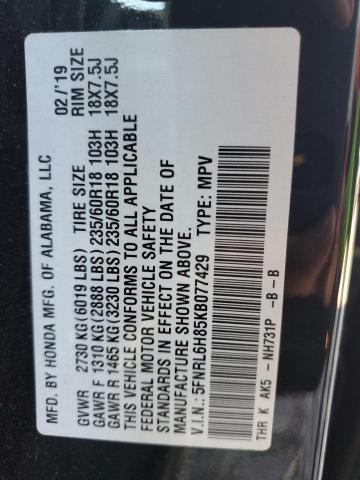 MFD. BY HONDA MFG. OF ALABAMA, LLC 02/'19
GVWR 2730 KG(6019 LBS) TIRE SIZE RIM SIZE
GAWR F 1310 KG(2888 LBS) 235/60R18 103H 18X7.5J
GAWR R 1465 KG(3230 LBS) 235/60R18 103H 18X7.5J
THIS VEHICLE CONFORMS TO ALL APPLICABLE
FEDERAL MOTOR VEHICLE SAFETY
STANDARDS IN EFFECT ON THE DATE OF
MANUFACTURE SHOWN ABOVE.
V.I.N.: 5FNRL6H85KB077429 TYPE: MPV
THR K AK5 -NH731P -B -B